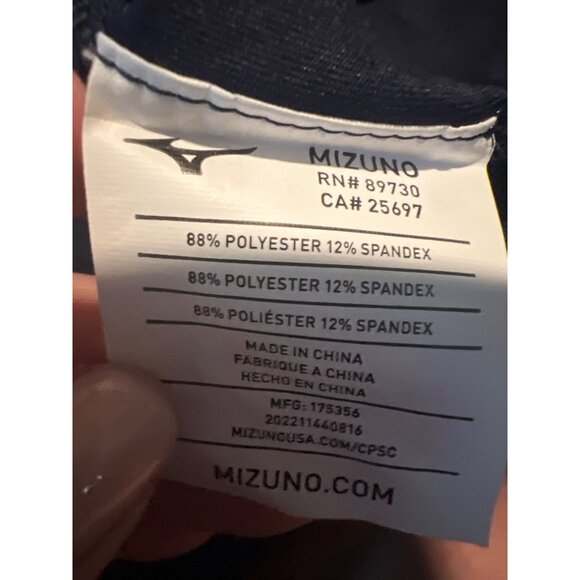 MIZUNO
RN# 89730
CA# 25697
88% POLYESTER 12% SPANDEX
88% POLYESTER 12% SPANDEX
88% POLIÉSTER 12% SPANDEX
MADE IN CHINA
FABRIQUE A CHINA
HECHO EN CHINA
MFG: 175356
202211440816
MIZUNOUSA.COM/CPSC
MIZUNO.COM